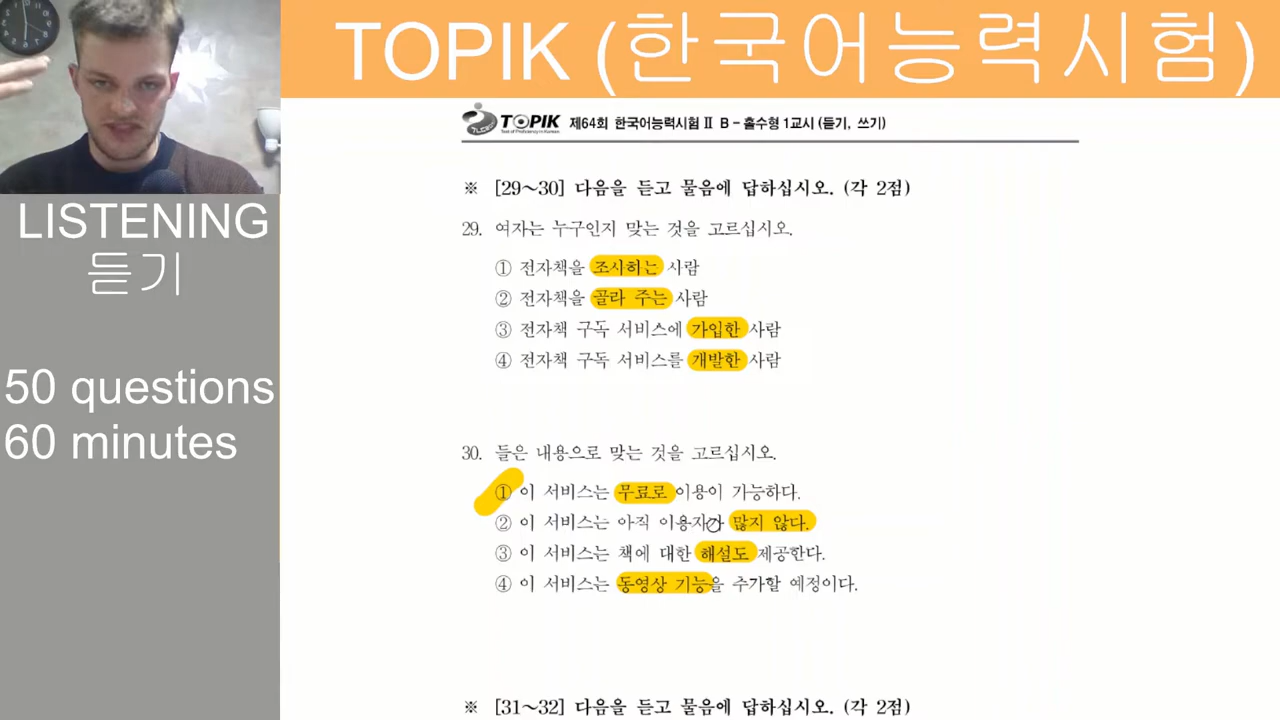 TOPIK (한국어능력시험)
LISTENING
듣기
50 questions
60 minutes
TOPIK 제64회 한국어능력시험 Ⅱ B - 홀수형 1교시 (듣기, 쓰기)
Test of Proficiency in Korean
※ [29~30] 다음을 듣고 물음에 답하십시오. (각 2점)
29. 여자는 누구인지 맞는 것을 고르십시오.
① 전자책을 조사하는 사람
② 전자책을 골라 주는 사람
③ 전자책 구독 서비스에 가입한 사람
④ 전자책 구독 서비스를 개발한 사람
30. 들은 내용으로 맞는 것을 고르십시오.
① 이 서비스는 무료로 이용이 가능하다.
② 이 서비스는 아직 이용자가 많지 않다.
③ 이 서비스는 책에 대한 해설도 제공한다.
④ 이 서비스는 동영상 기능을 추가할 예정이다.
※ [31~32] 다음을 듣고 물음에 답하십시오. (각 2점)